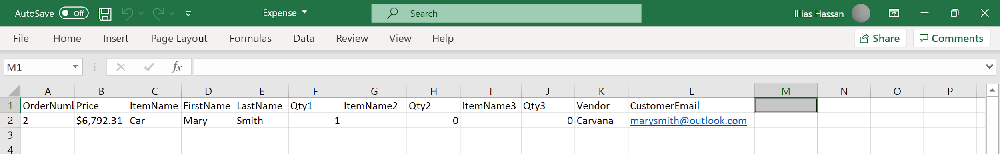 AutoSave Off Expense Search Illias Hassan
File Home Insert Page Layout Formulas Data Review View Help Share Comments
M1 fx
A B C D E F G H I J K L M N O P
1 OrderNumb Price ItemName FirstName LastName Qty1 ItemName2 Qty2 ItemName3 Qty3 Vendor CustomerEmail
2 2 $6,792.31 Car Mary Smith 1 0 0 Carvana marysmith@outlook.com
3
4